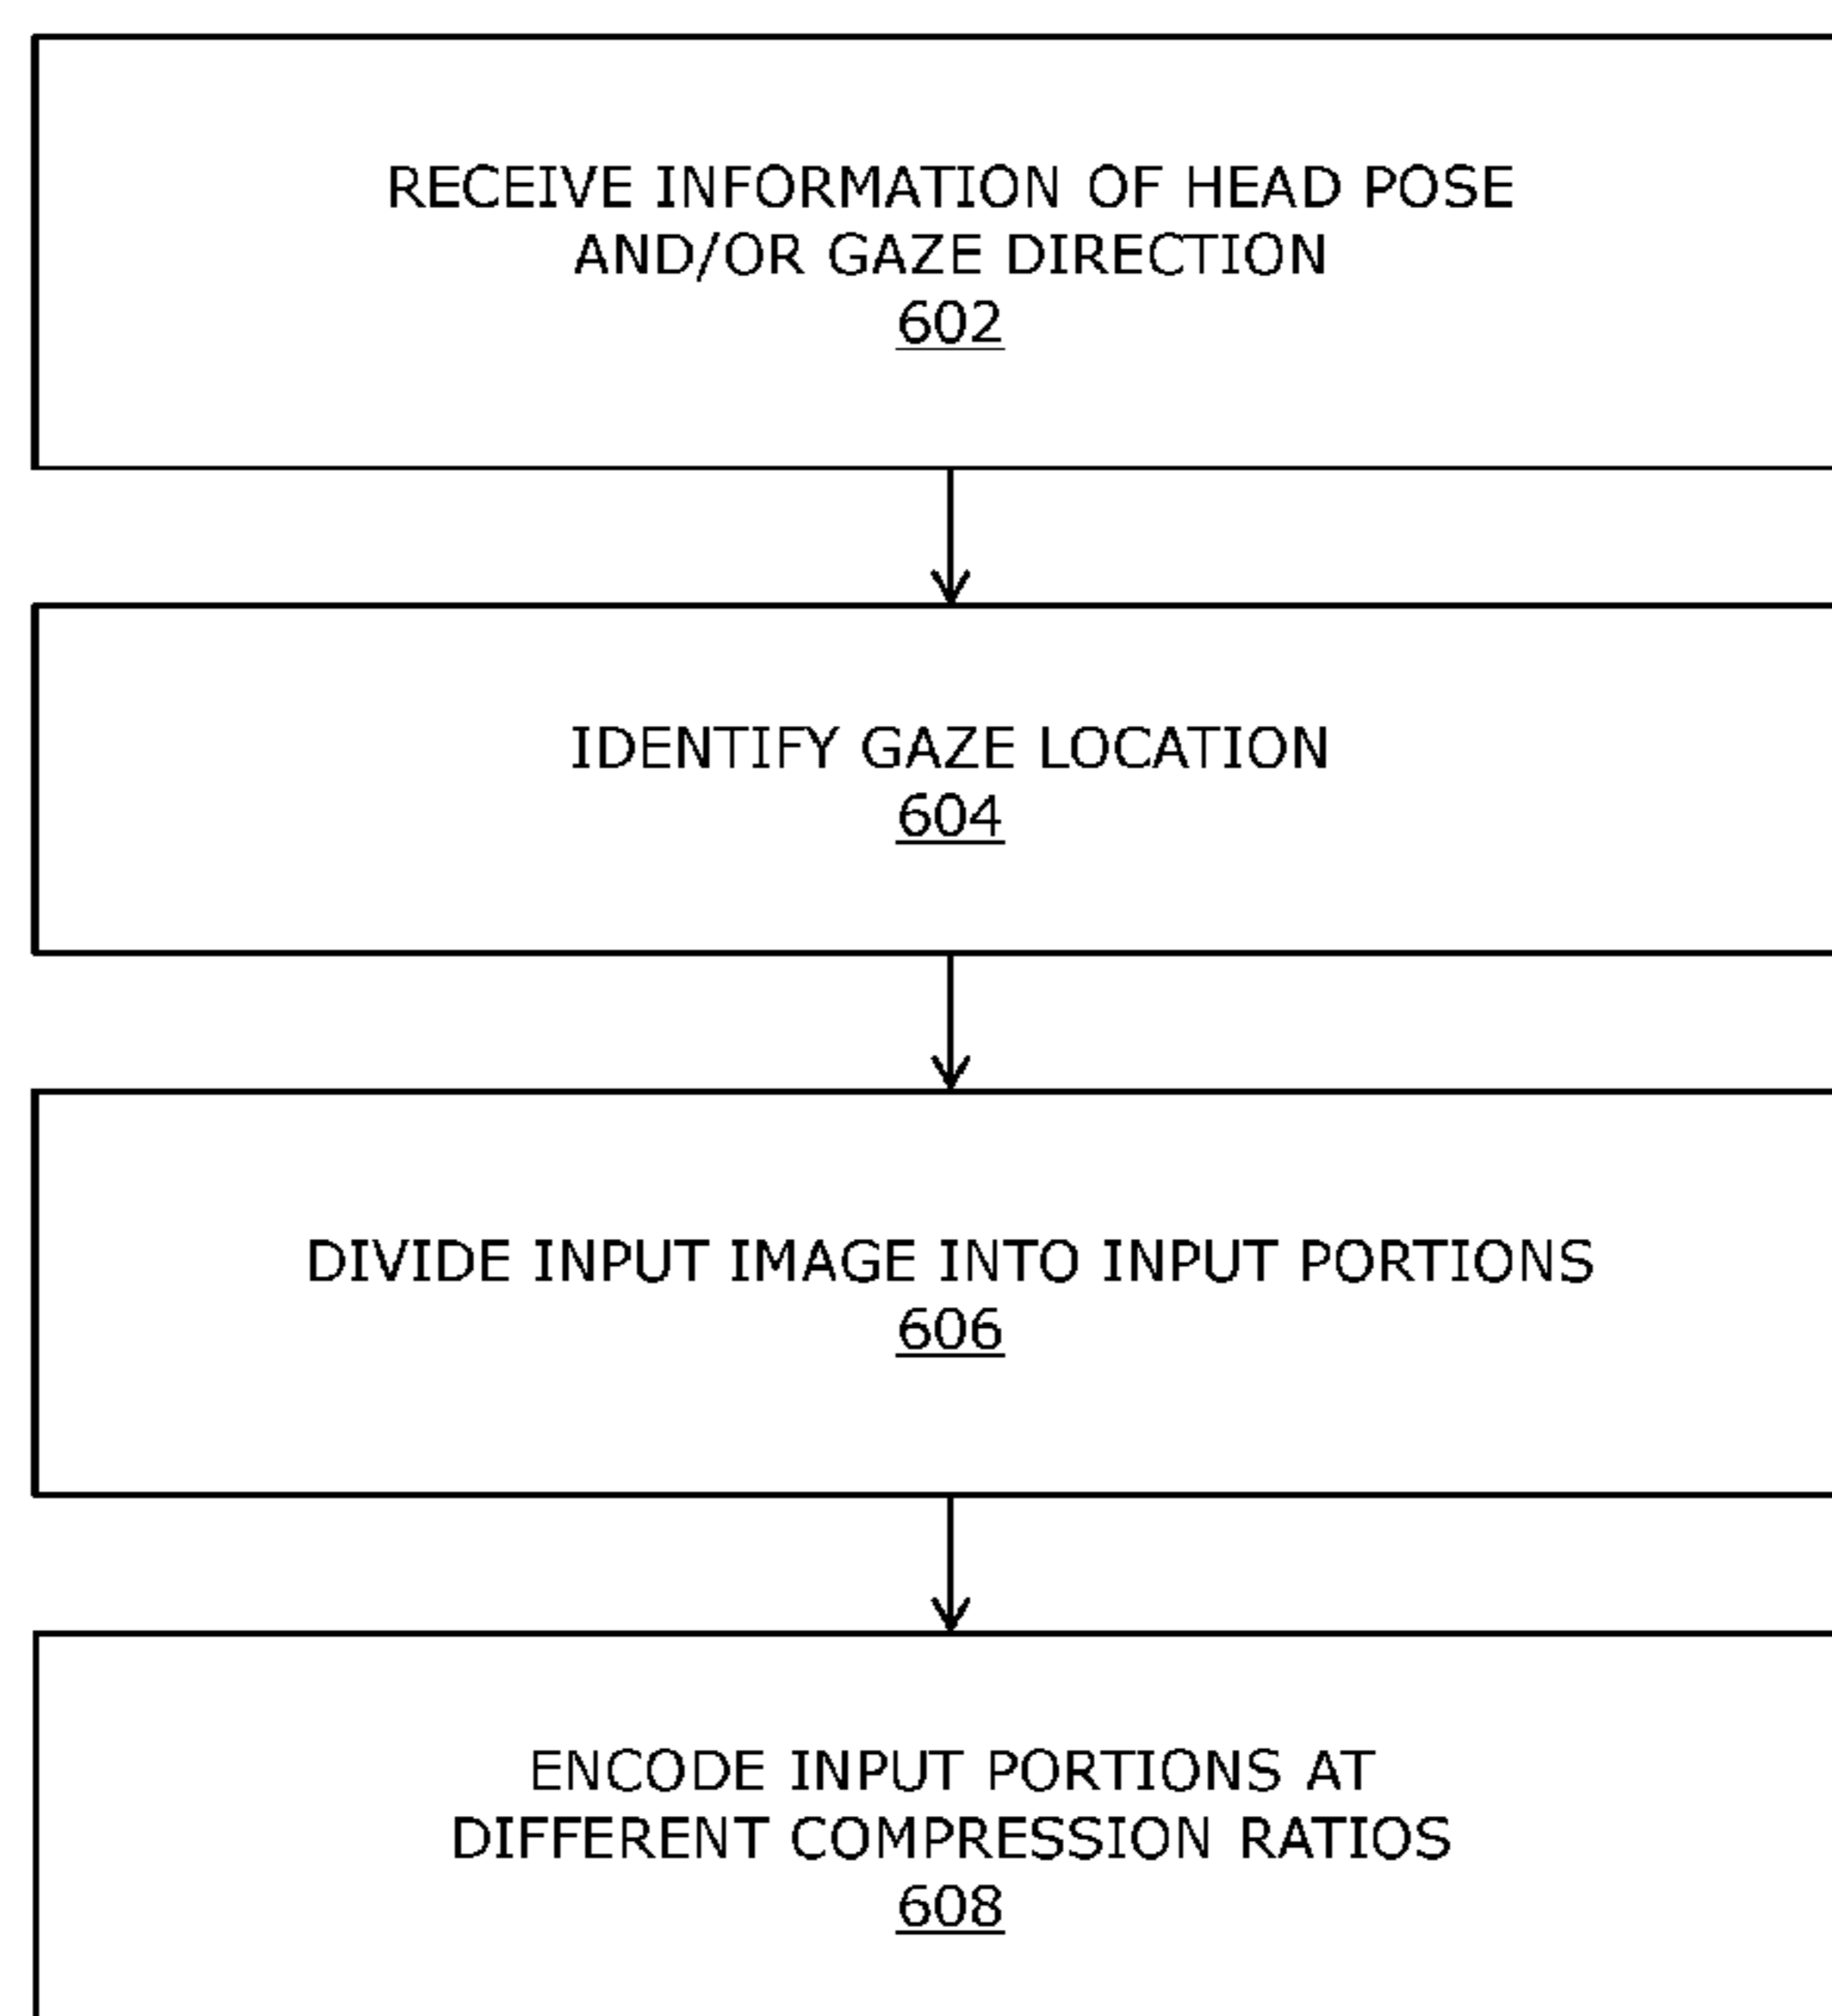 RECEIVE INFORMATION OF HEAD POSE
AND/OR GAZE DIRECTION
602
IDENTIFY GAZE LOCATION
604
DIVIDE INPUT IMAGE INTO INPUT PORTIONS
606
ENCODE INPUT PORTIONS AT
DIFFERENT COMPRESSION RATIOS
608